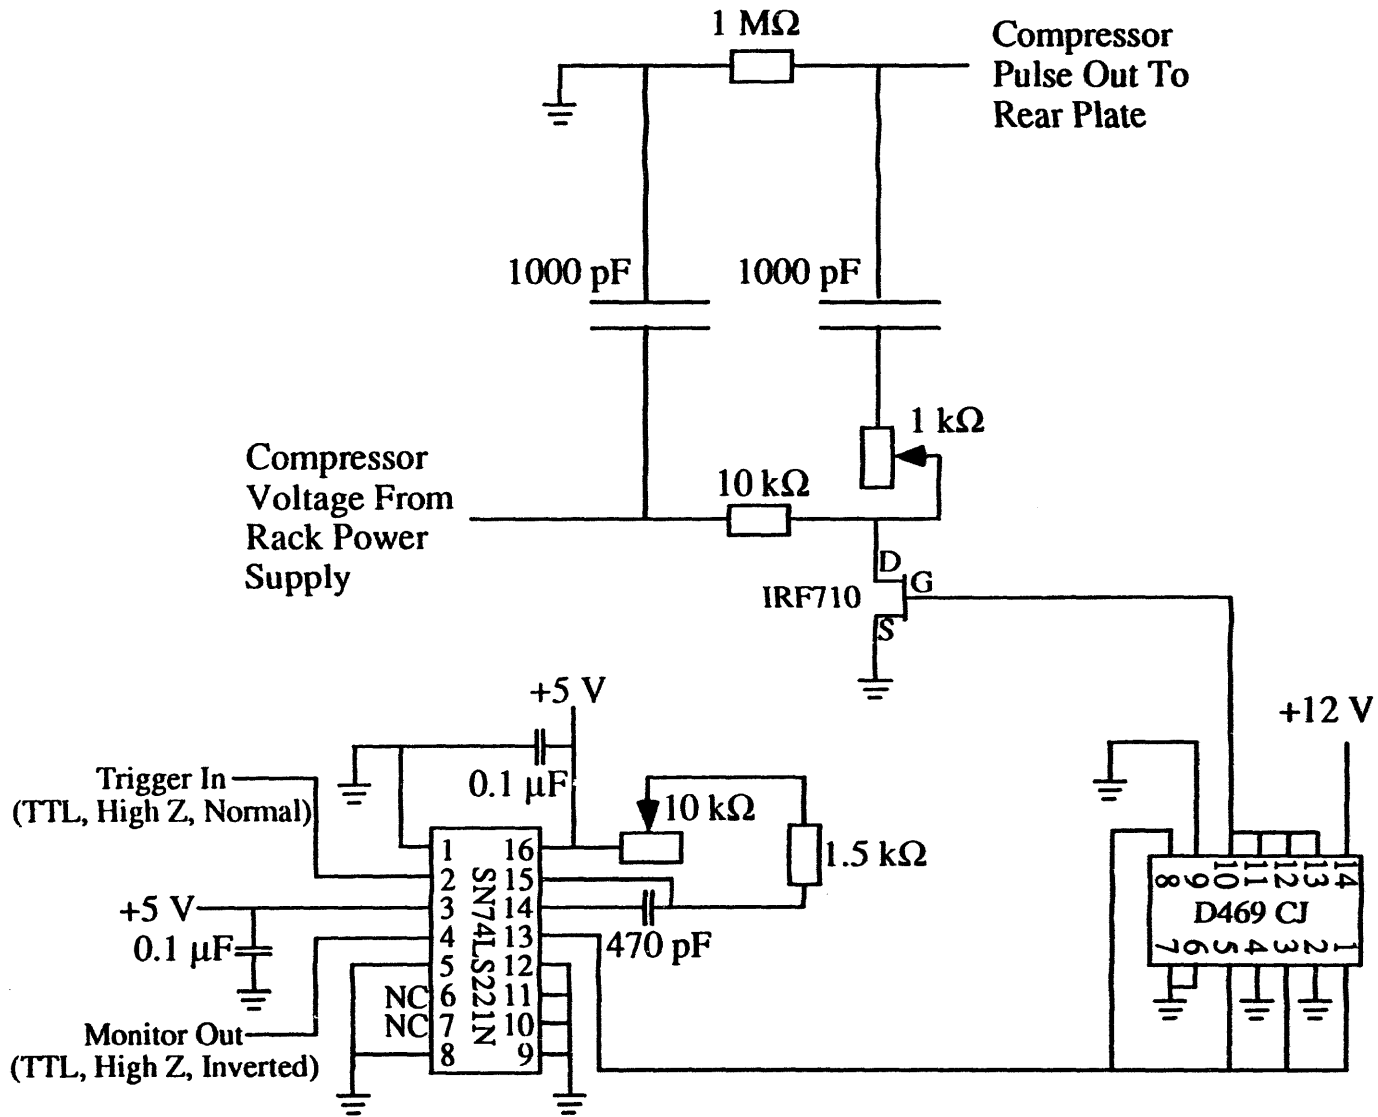 1 MΩ
Compressor
Pulse Out To
Rear Plate
1000 pF
1000 pF
1 kΩ
Compressor
Voltage From
Rack Power
Supply
10 kΩ
D
G
IRF710
S
+5 V
+12 V
0.1 μF
Trigger In
(TTL, High Z, Normal)
10 kΩ
1.5 kΩ
+5 V
0.1 μF
470 pF
Monitor Out
(TTL, High Z, Inverted)
NC
NC
1 16
2 15
3 14
4 13
5 12
6 11
7 10
8 9
SN74LS221N
8 9 10 11 12 13 14
D469 CJ
7 6 5 4 3 2 1